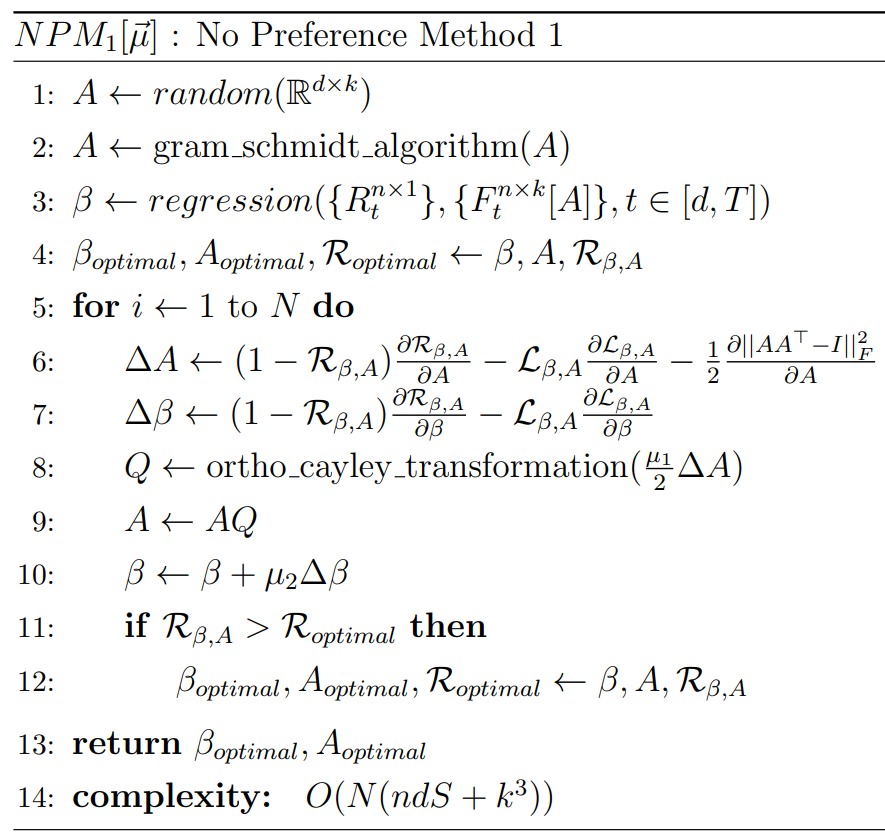 $NPM_1[\vec{\mu}]$ : No Preference Method 1
1: $A \leftarrow random(\mathbb{R}^{d \times k})$
2: $A \leftarrow$ gram_schmidt_algorithm$(A)$
3: $\beta \leftarrow regression(\{R_t^{n \times 1}\}, \{F_t^{n \times k}[A]\}, t \in [d, T])$
4: $\beta_{optimal}, A_{optimal}, \mathcal{R}_{optimal} \leftarrow \beta, A, \mathcal{R}_{\beta,A}$
5: for $i \leftarrow 1$ to $N$ do
6: $\Delta A \leftarrow (1 - \mathcal{R}_{\beta,A}) \frac{\partial \mathcal{R}_{\beta,A}}{\partial A} - \mathcal{L}_{\beta,A} \frac{\partial \mathcal{L}_{\beta,A}}{\partial A} - \frac{1}{2} \frac{\partial ||AA^\top - I||_F^2}{\partial A}$
7: $\Delta \beta \leftarrow (1 - \mathcal{R}_{\beta,A}) \frac{\partial \mathcal{R}_{\beta,A}}{\partial \beta} - \mathcal{L}_{\beta,A} \frac{\partial \mathcal{L}_{\beta,A}}{\partial \beta}$
8: $Q \leftarrow$ ortho_cayley_transformation$(\frac{\mu_1}{2} \Delta A)$
9: $A \leftarrow AQ$
10: $\beta \leftarrow \beta + \mu_2 \Delta \beta$
11: if $\mathcal{R}_{\beta,A} > \mathcal{R}_{optimal}$ then
12: $\beta_{optimal}, A_{optimal}, \mathcal{R}_{optimal} \leftarrow \beta, A, \mathcal{R}_{\beta,A}$
13: return $\beta_{optimal}, A_{optimal}$
14: complexity: $O(N(ndS + k^3))$